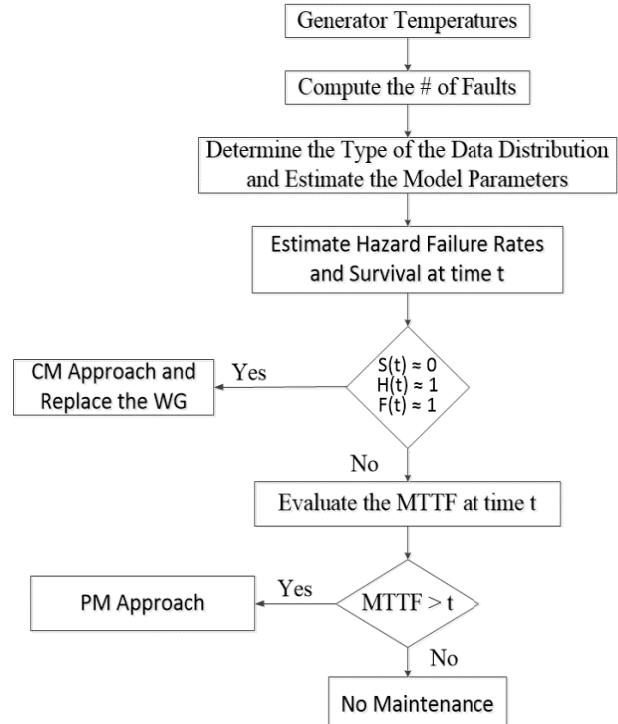 Generator Temperatures
Compute the # of Faults
Determine the Type of the Data Distribution
and Estimate the Model Parameters
Estimate Hazard Failure Rates
and Survival at time t
S(t) ≈ 0
H(t) ≈ 1
F(t) ≈ 1
Yes
CM Approach and
Replace the WG
No
Evaluate the MTTF at time t
MTTF > t
Yes
PM Approach
No
No Maintenance